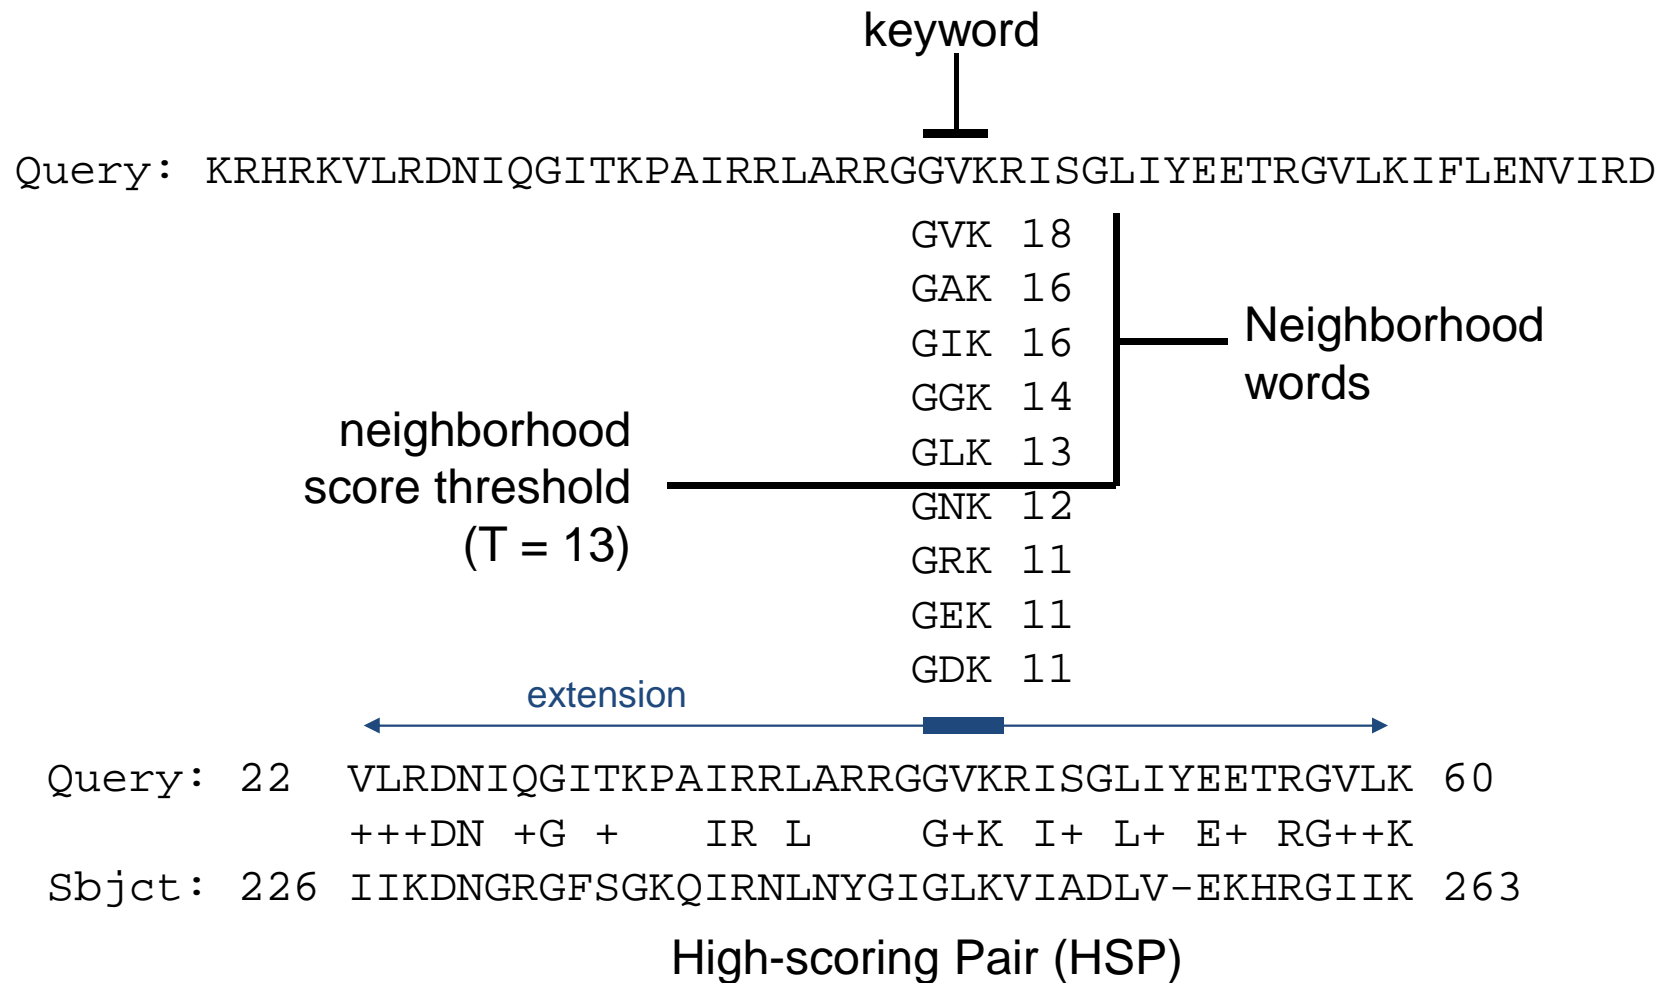 keyword
Query: KRHRKVLRDNIQGITKPAIRRLARRGGVKRISGLIYEETRGVLKIFLENVIRD
GVK 18
GAK 16
GIK 16
GGK 14
GLK 13
GNK 12
GRK 11
GEK 11
GDK 11
Neighborhood
words
neighborhood
score threshold
(T = 13)
extension
Query: 22 VLRDNIQGITKPAIRRLARRGGVKRISGLIYEETRGVLK 60
+++DN +G + IR L G+K I+ L+ E+ RG++K
Sbjct: 226 IIKDNGRGFSGKQIRNLNYGIGLKVIADLV-EKHRGIIK 263
High-scoring Pair (HSP)